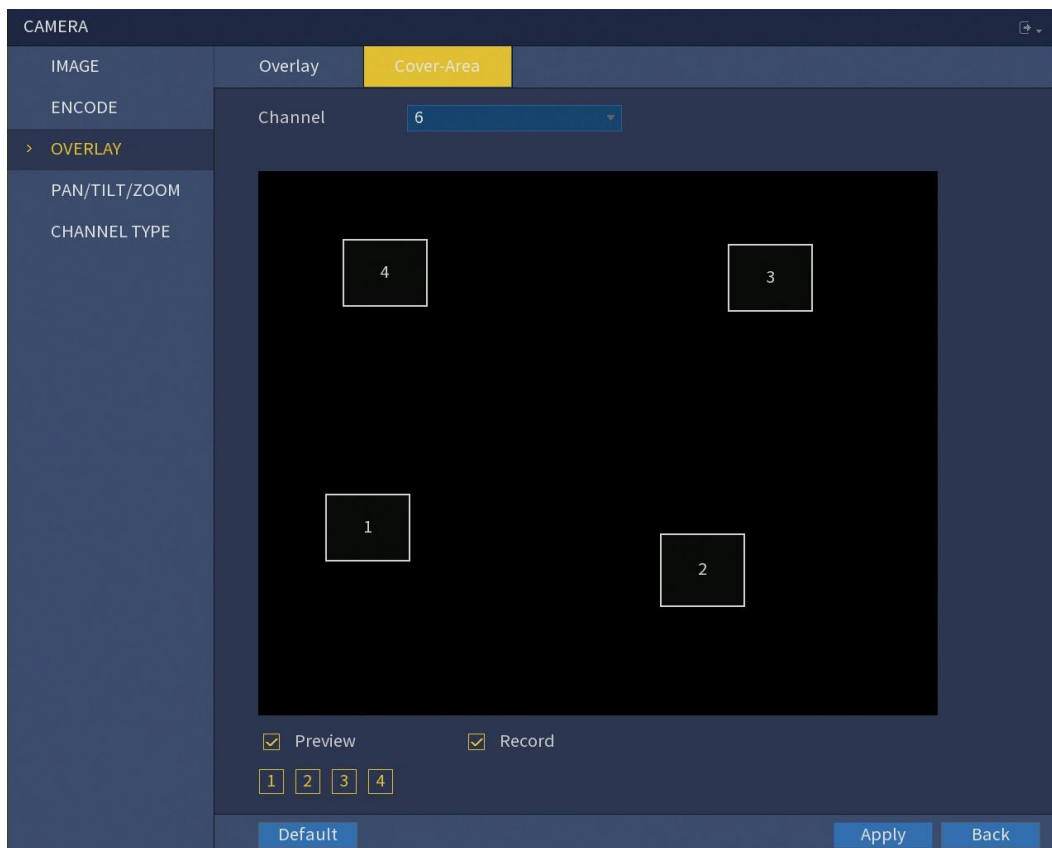 CAMERA
IMAGE
ENCODE
OVERLAY
PAN/TILT/ZOOM
CHANNEL TYPE
Overlay Cover-Area
Channel 6
4
3
1
2
Preview Record
1 2 3 4
Default Apply Back